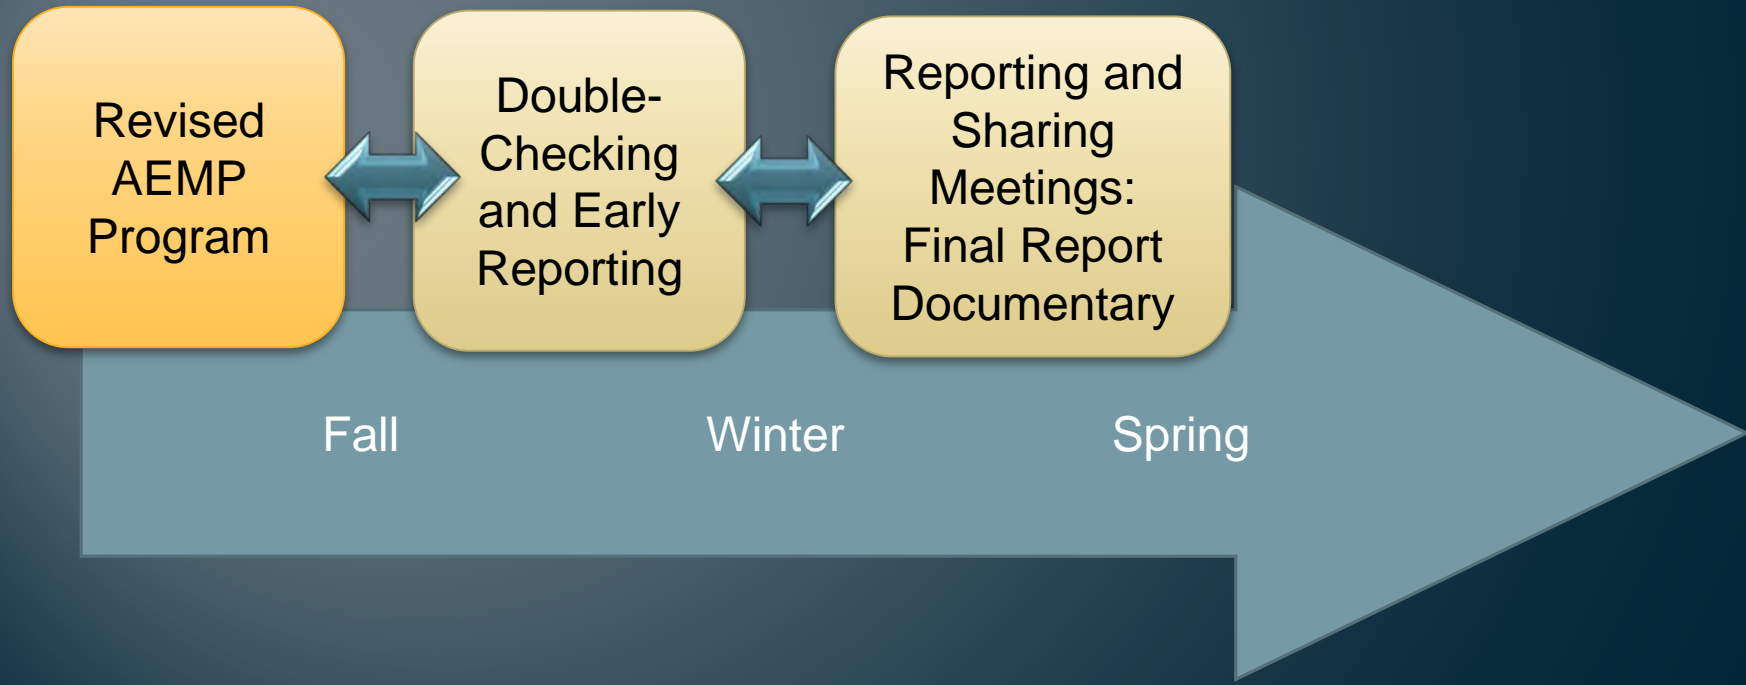 Revised
AEMP
Program
Double-
Checking
and Early
Reporting
Reporting and
Sharing
Meetings:
Final Report
Documentary
Fall
Winter
Spring